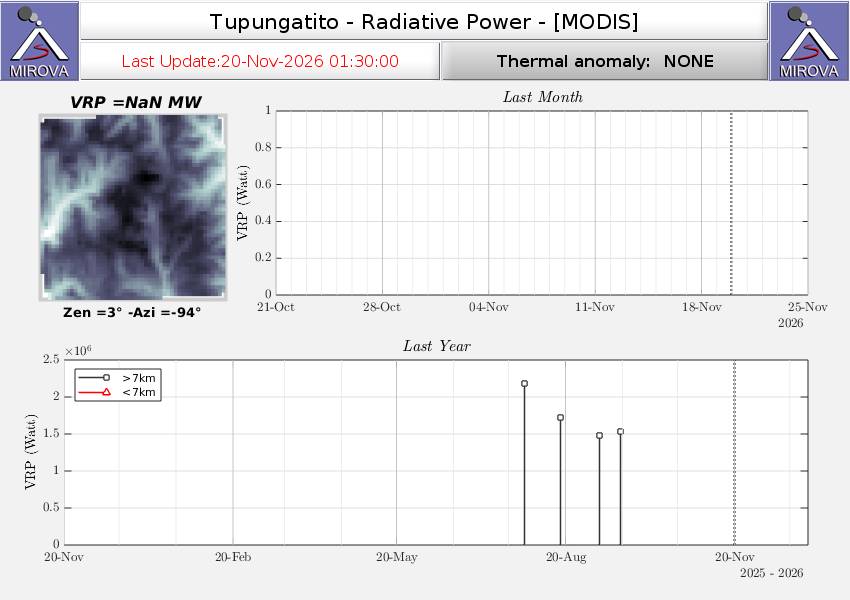 Tupungatito - Radiative Power - [MODIS]
MIROVA
MIROVA
Last Update:20-Nov-2026 01:30:00
Thermal anomaly: NONE
VRP =NaN MW
Zen =3° -Azi =-94°
Last Month
VRP (Watt)
1
0.8
0.6
0.4
0.2
0
21-Oct 28-Oct 04-Nov 11-Nov 18-Nov 25-Nov
2026
Last Year
×10⁶
VRP (Watt)
2.5
2
1.5
1
0.5
0
>7km
<7km
20-Nov 20-Feb 20-May 20-Aug 20-Nov
2025 - 2026